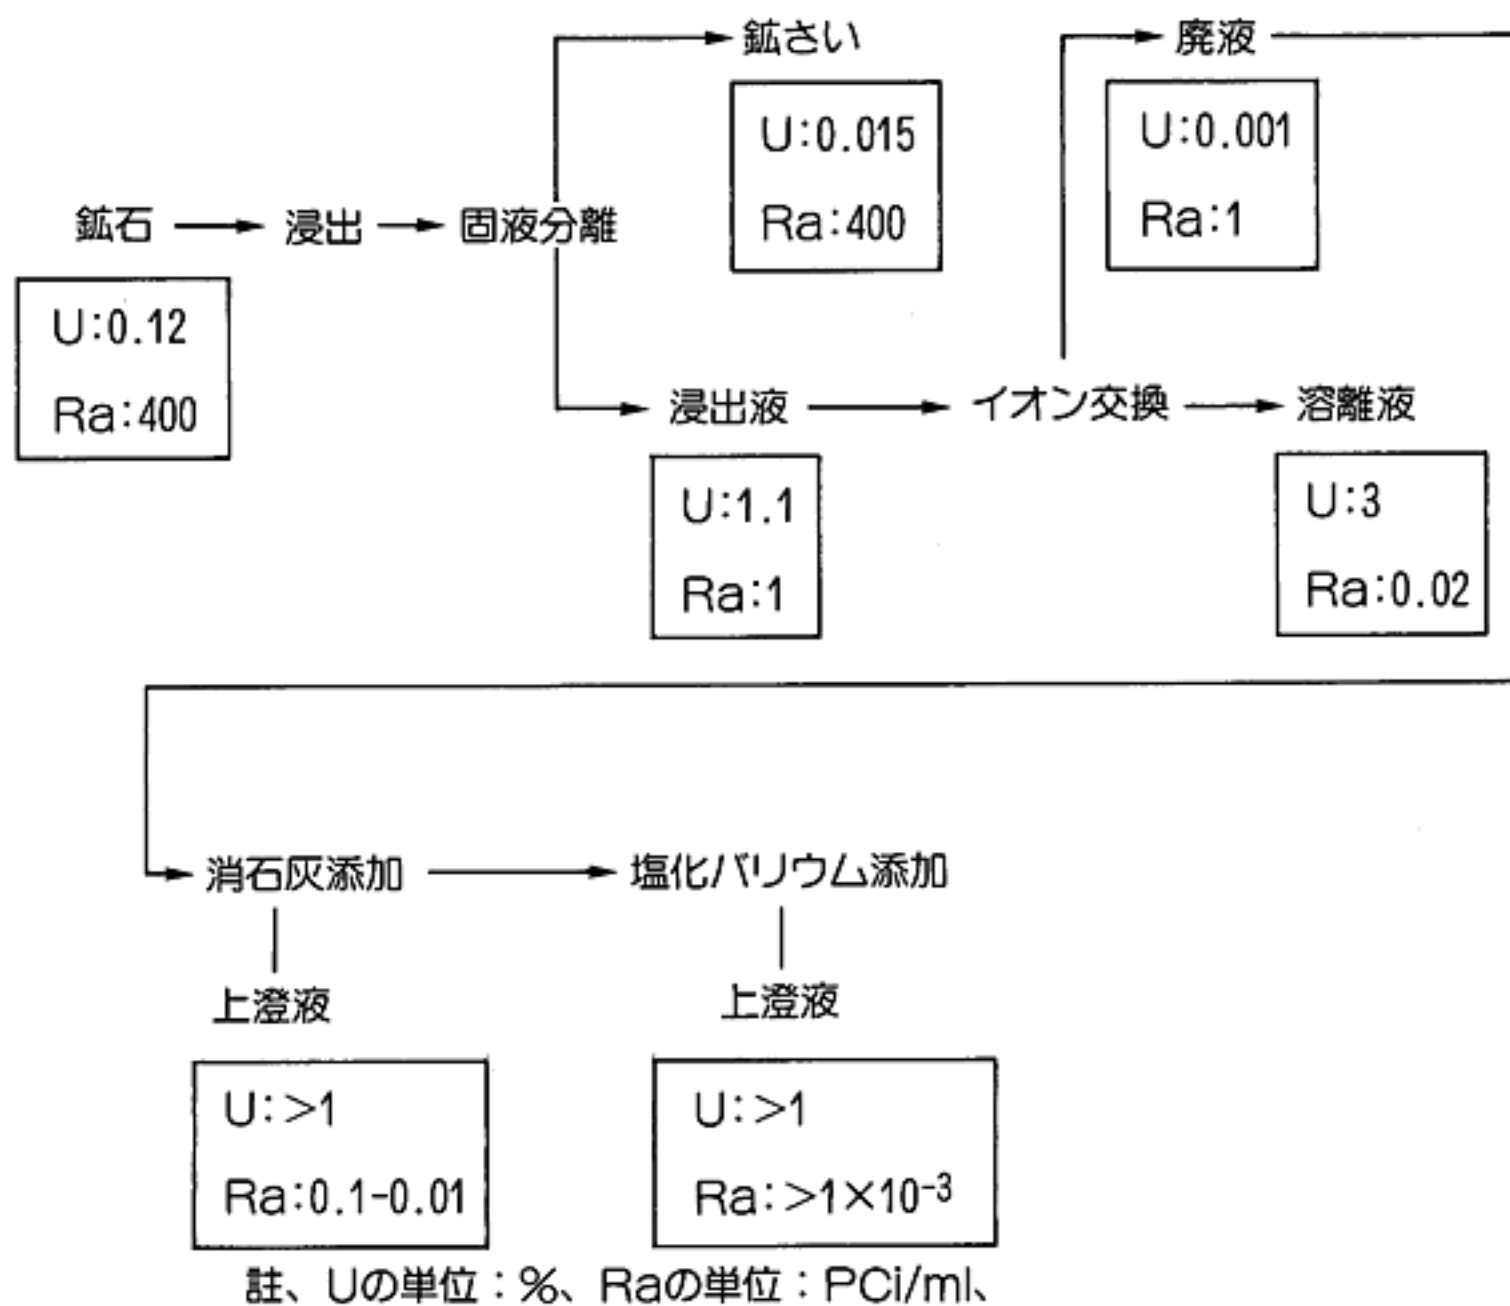 鉱さい
U:0.015
Ra:400
廃液
U:0.001
Ra:1
鉱石
浸出
固液分離
U:0.12
Ra:400
浸出液
U:1.1
Ra:1
イオン交換
溶離液
U:3
Ra:0.02
消石灰添加
塩化バリウム添加
上澄液
U:>1
Ra:0.1-0.01
上澄液
U:>1
Ra:>1×10⁻³
註、Uの単位：%、Raの単位：PCi/ml、